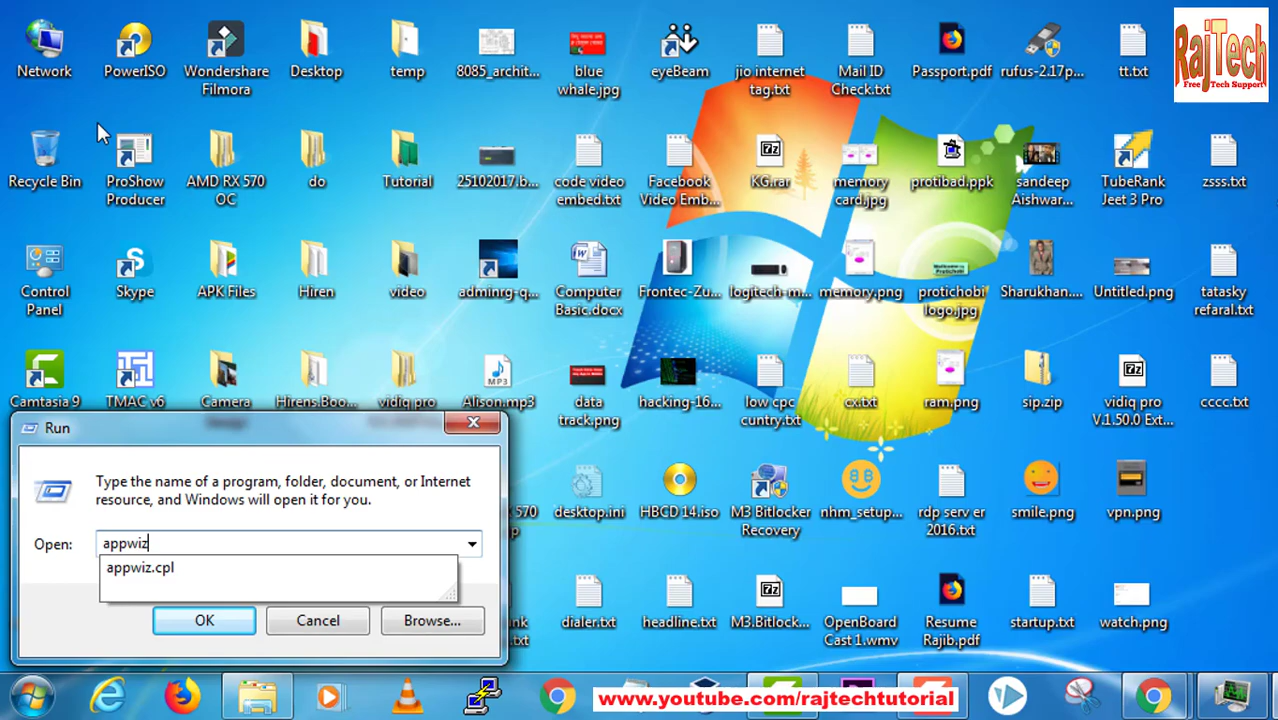 Network
PowerISO
Wondershare
Filmora
Desktop
temp
8085_archit...
blue
whale.jpg
eyeBeam
jio internet
tag.txt
Mail ID
Check.txt
Passport.pdf
rufus-2.17p...
tt.txt
RajTech
Free Tech Support
Recycle Bin
ProShow
Producer
AMD RX 570
OC
do
Tutorial
25102017.b...
code video
embed.txt
Facebook
Video Emb...
KG.rar
memory
card.jpg
protibad.ppk
sandeep
Aishwar...
TubeRank
Jeet 3 Pro
zsss.txt
Control
Panel
Skype
APK Files
Hiren
video
adminrg-q...
Computer
Basic.docx
Frontec-Zu...
logitech-m...
memory.png
protichobi
logo.jpg
Sharukhan....
Untitled.png
tatasky
refaral.txt
Camtasia 9
TMAC v6
Camera
Hirens.Boo...
vidiq pro
Alison.mp3
data
track.png
hacking-16...
low cpc
cuntry.txt
cx.txt
ram.png
sip.zip
vidiq pro
V.1.50.0 Ext...
cccc.txt
Run
Type the name of a program, folder, document, or Internet
resource, and Windows will open it for you.
Open:
appwiz
appwiz.cpl
OK
Cancel
Browse...
570
desktop.ini
HBCD 14.iso
M3 Bitlocker
Recovery
nhm_setup...
rdp serv er
2016.txt
smile.png
vpn.png
dialer.txt
headline.txt
M3.Bitlock...
OpenBoard
Cast 1.wmv
Resume
Rajib.pdf
startup.txt
watch.png
www.youtube.com/rajtechtutorial